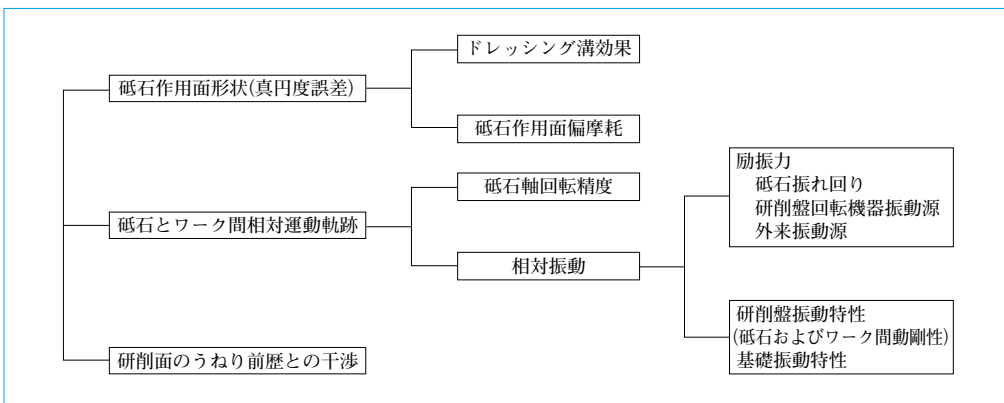 砥石作用面形状(真円度誤差)
ドレッシング溝効果
砥石作用面偏摩耗
砥石とワーク間相対運動軌跡
砥石軸回転精度
相対振動
励振力
砥石振れ回り
研削盤回転機器振動源
外来振動源
研削盤振動特性
(砥石およびワーク間動剛性)
基礎振動特性
研削面のうねり前歴との干渉